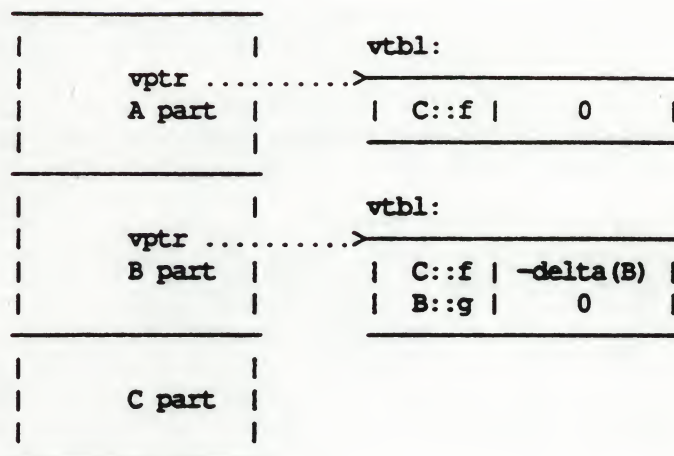 vtbl:
vptr ..........>
A part | C::f | 0 |
vtbl:
vptr ..........>
B part | C::f | -delta(B) |
| B::g | 0 |
C part